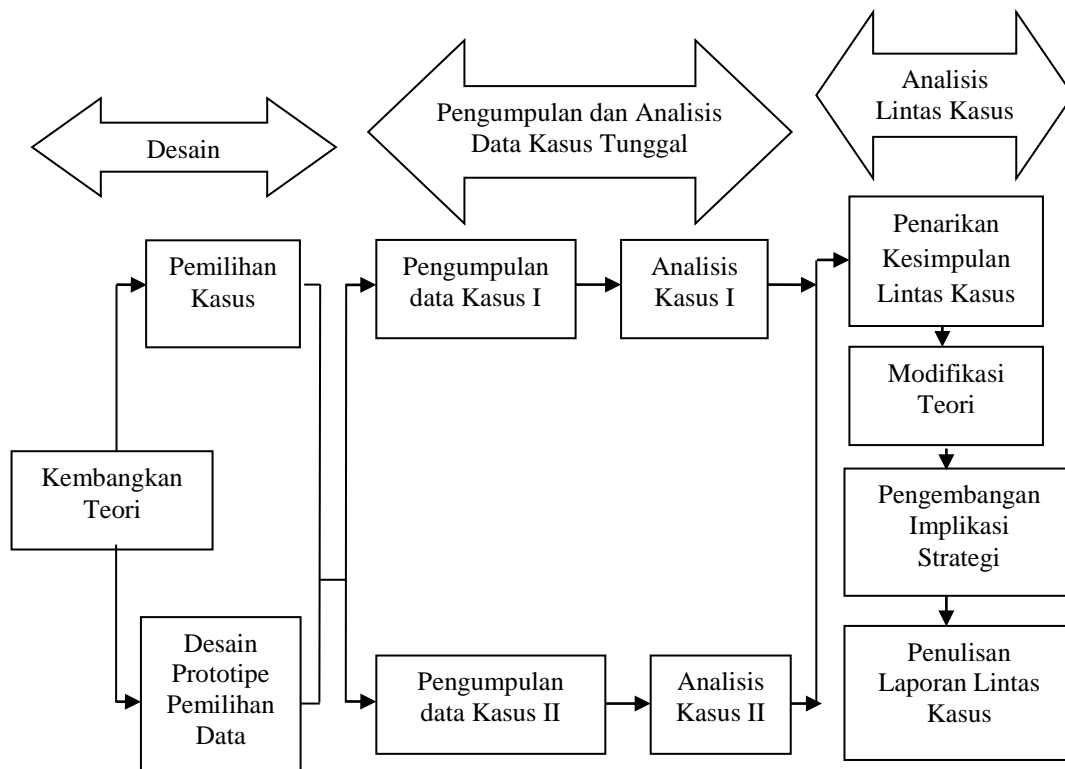 Desain
Pengumpulan dan Analisis
Data Kasus Tunggal
Analisis
Lintas Kasus
Kembangkan
Teori
Pemilihan
Kasus
Desain
Prototipe
Pemilihan
Data
Pengumpulan
data Kasus I
Analisis
Kasus I
Pengumpulan
data Kasus II
Analisis
Kasus II
Penarikan
Kesimpulan
Lintas Kasus
Modifikasi
Teori
Pengembangan
Implikasi
Strategi
Penulisan
Laporan Lintas
Kasus